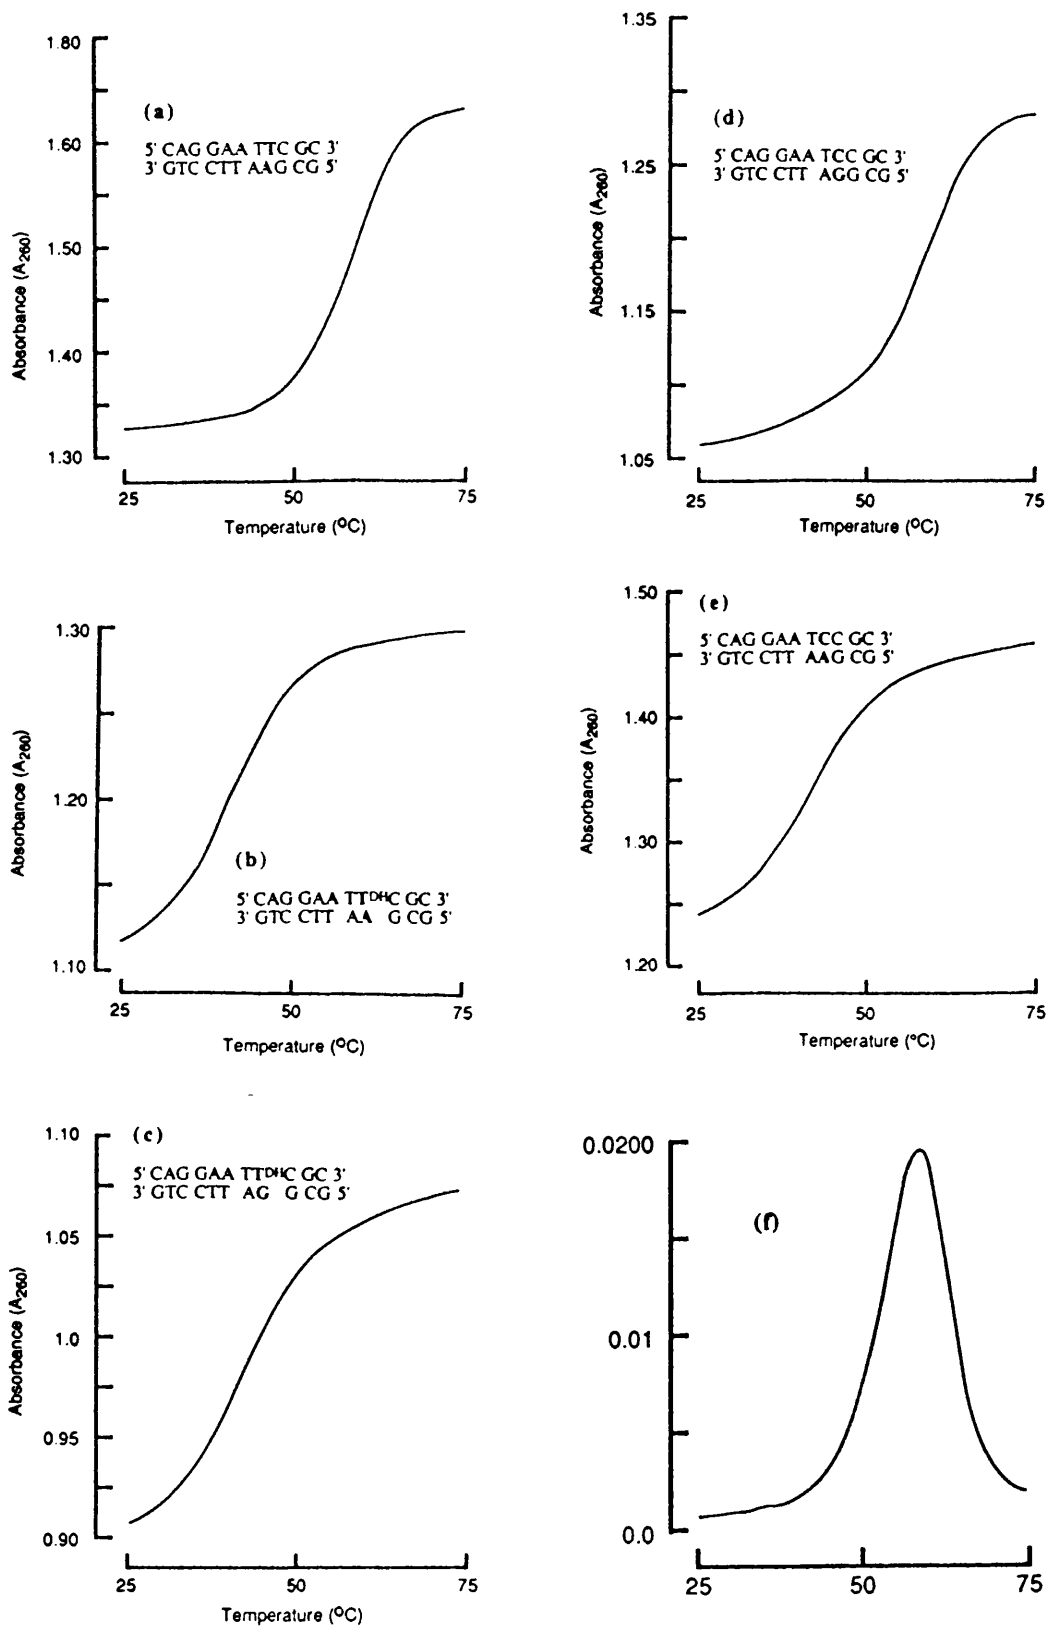 1.80
1.60
1.50
1.40
1.30
Absorbance (A260)
(a)
5' CAG GAA TTC GC 3'
3' GTC CTT AAG CG 5'
25 50 75
Temperature (°C)
1.35
1.25
1.15
1.05
Absorbance (A260)
(d)
5' CAG GAA TCC GC 3'
3' GTC CTT AGG CG 5'
25 50 75
Temperature (°C)
1.30
1.20
1.10
Absorbance (A260)
(b)
5' CAG GAA TTDHC GC 3'
3' GTC CTT AA G CG 5'
25 50 75
Temperature (°C)
1.50
1.40
1.30
1.20
Absorbance (A260)
(e)
5' CAG GAA TCC GC 3'
3' GTC CTT AAG CG 5'
25 50 75
Temperature (°C)
1.10
1.05
1.0
0.95
0.90
Absorbance (A260)
(c)
5' CAG GAA TTDHC GC 3'
3' GTC CTT AG G CG 5'
25 50 75
Temperature (°C)
0.0200
0.01
0.0
(f)
25 50 75